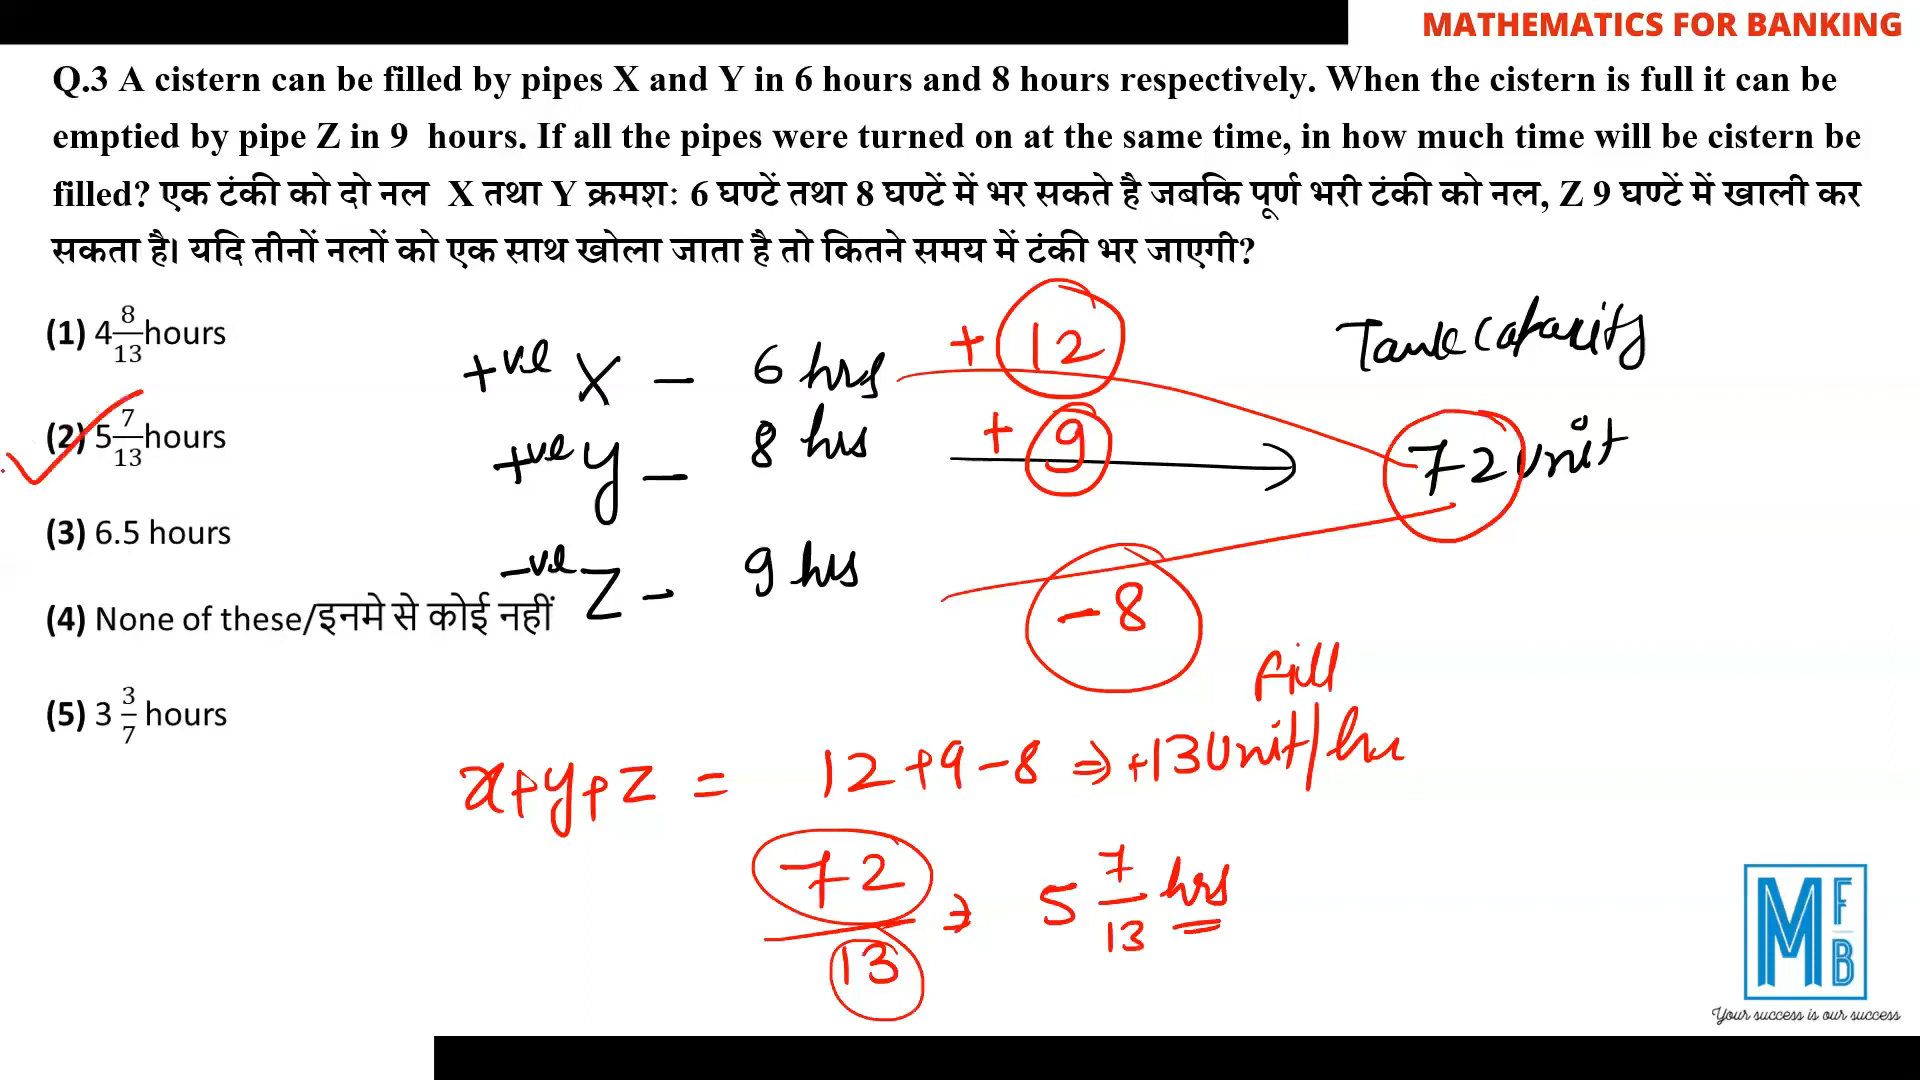 MATHEMATICS FOR BANKING
Q.3 A cistern can be filled by pipes X and Y in 6 hours and 8 hours respectively. When the cistern is full it can be
emptied by pipe Z in 9 hours. If all the pipes were turned on at the same time, in how much time will be cistern be
filled? एक टंकी को दो नल X तथा Y क्रमशः 6 घण्टें तथा 8 घण्टें में भर सकते है जबकि पूर्ण भरी टंकी को नल, Z 9 घण्टें में खाली कर
सकता है। यदि तीनों नलों को एक साथ खोला जाता है तो कितने समय में टंकी भर जाएगी?
(1) 4 8/13 hours
(2) 5 7/13 hours
(3) 6.5 hours
(4) None of these/इनमे से कोई नहीं
(5) 3 3/7 hours
Tank Capacity
+ve X - 6 hrs + 12
+ve Y - 8 hrs + 9 72 unit
-ve Z - 9 hrs - 8
fill
x+y+z = 12+9-8 ⇒ +13 Unit/hr
72/13 ⇒ 5 7/13 hrs
M F B
Your success is our success